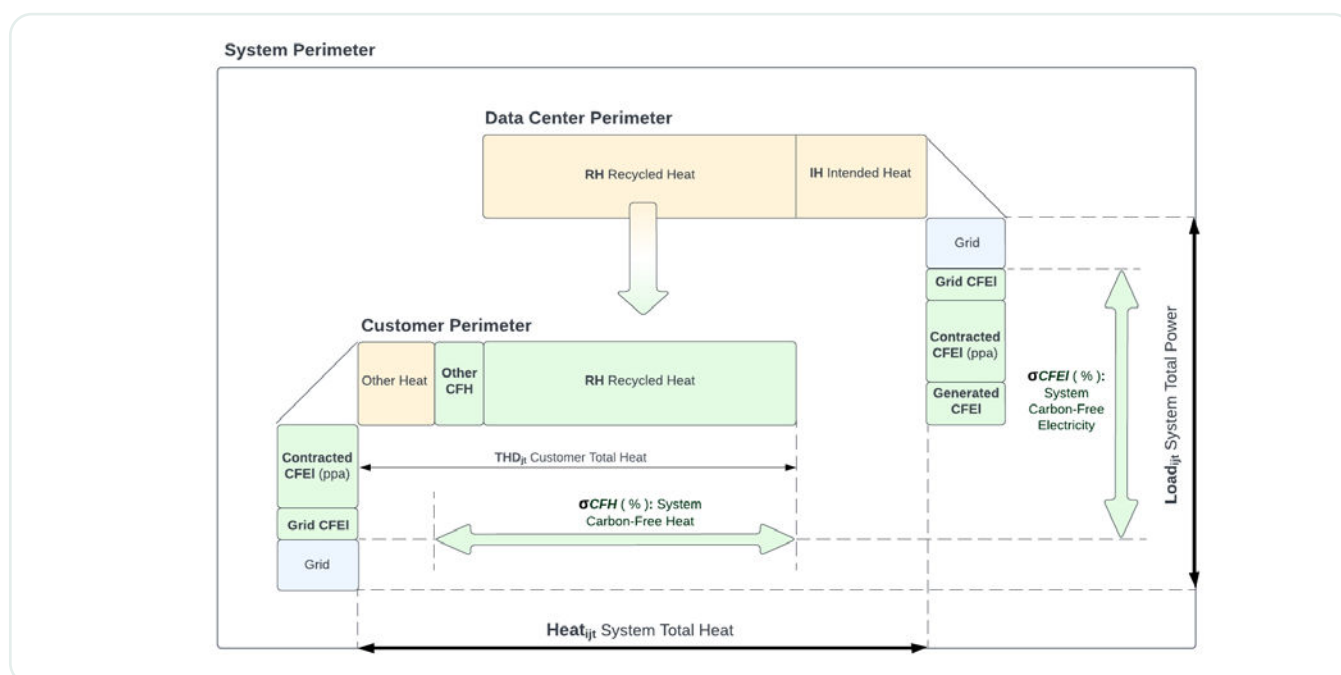 System Perimeter
Data Center Perimeter
RH Recycled Heat
IH Intended Heat
Grid
Grid CFEI
Contracted
CFEI (ppa)
Generated
CFEI
σCFEI ( % ):
System
Carbon-Free
Electricity
Load_ijt System Total Power
Customer Perimeter
Other Heat
Other
CFH
RH Recycled Heat
Contracted
CFEI (ppa)
Grid CFEI
Grid
THD_jt Customer Total Heat
σCFH ( % ): System
Carbon-Free Heat
Heat_ijt System Total Heat